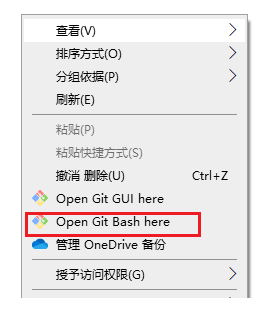 查看(V)
排序方式(O)
分组依据(P)
刷新(E)
粘贴(P)
粘贴快捷方式(S)
撤消 删除(U) Ctrl+Z
Open Git GUI here
Open Git Bash here
管理 OneDrive 备份
授予访问权限(G)